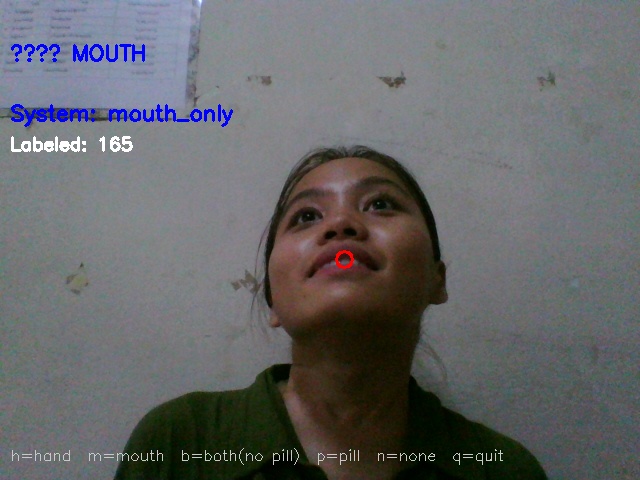 ???? MOUTH
System: mouth_only
Labeled: 165
h=hand m=mouth b=both(no pill) p=pill n=none q=quit